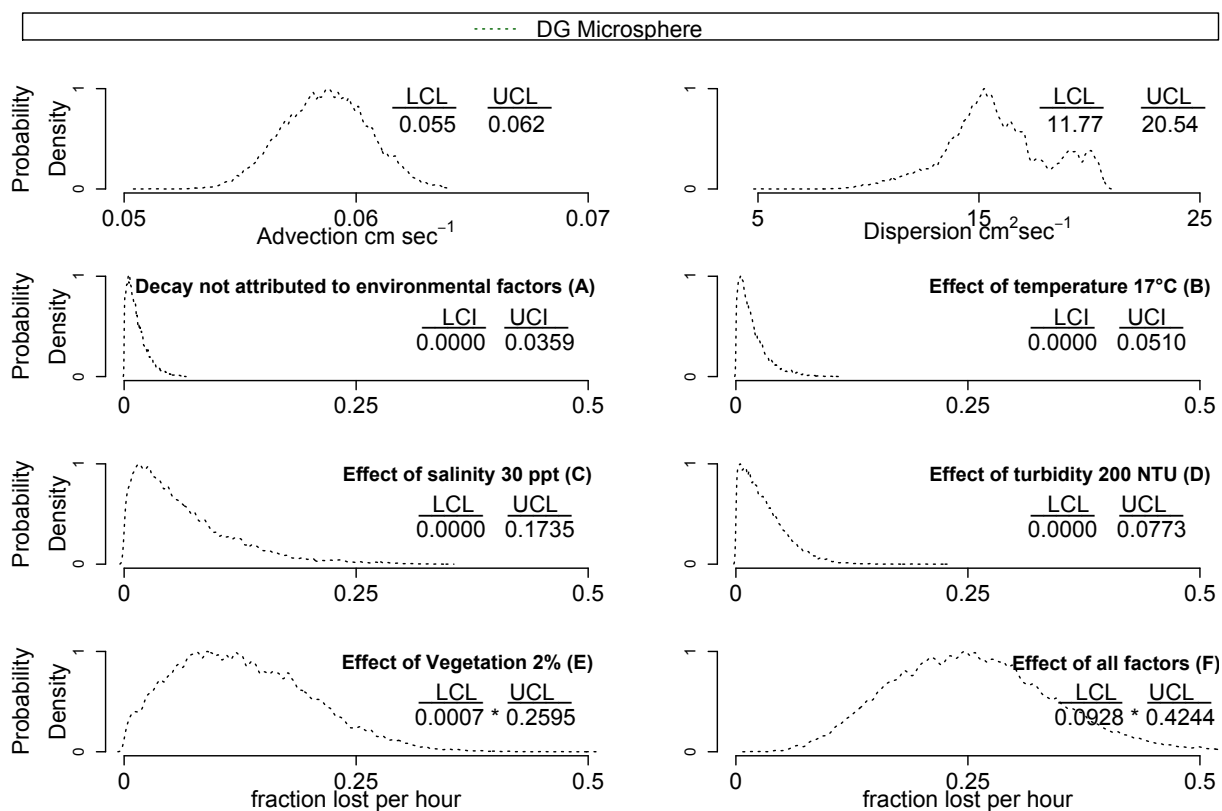 DG Microsphere
Probability
Density
0 1
LCL UCL
0.055 0.062
0.05 0.06 0.07
Advection cm sec⁻¹
0 1
LCL UCL
11.77 20.54
5 15 25
Dispersion cm²sec⁻¹
Probability
Density
0 1
Decay not attributed to environmental factors (A)
LCI UCI
0.0000 0.0359
0 0.25 0.5
0 1
Effect of temperature 17°C (B)
LCI UCI
0.0000 0.0510
0 0.25 0.5
Probability
Density
0 1
Effect of salinity 30 ppt (C)
LCL UCL
0.0000 0.1735
0 0.25 0.5
0 1
Effect of turbidity 200 NTU (D)
LCL UCL
0.0000 0.0773
0 0.25 0.5
Probability
Density
0 1
Effect of Vegetation 2% (E)
LCL UCL
0.0007 * 0.2595
0 0.25 0.5
fraction lost per hour
0 1
Effect of all factors (F)
LCL UCL
0.0928 * 0.4244
0 0.25 0.5
fraction lost per hour